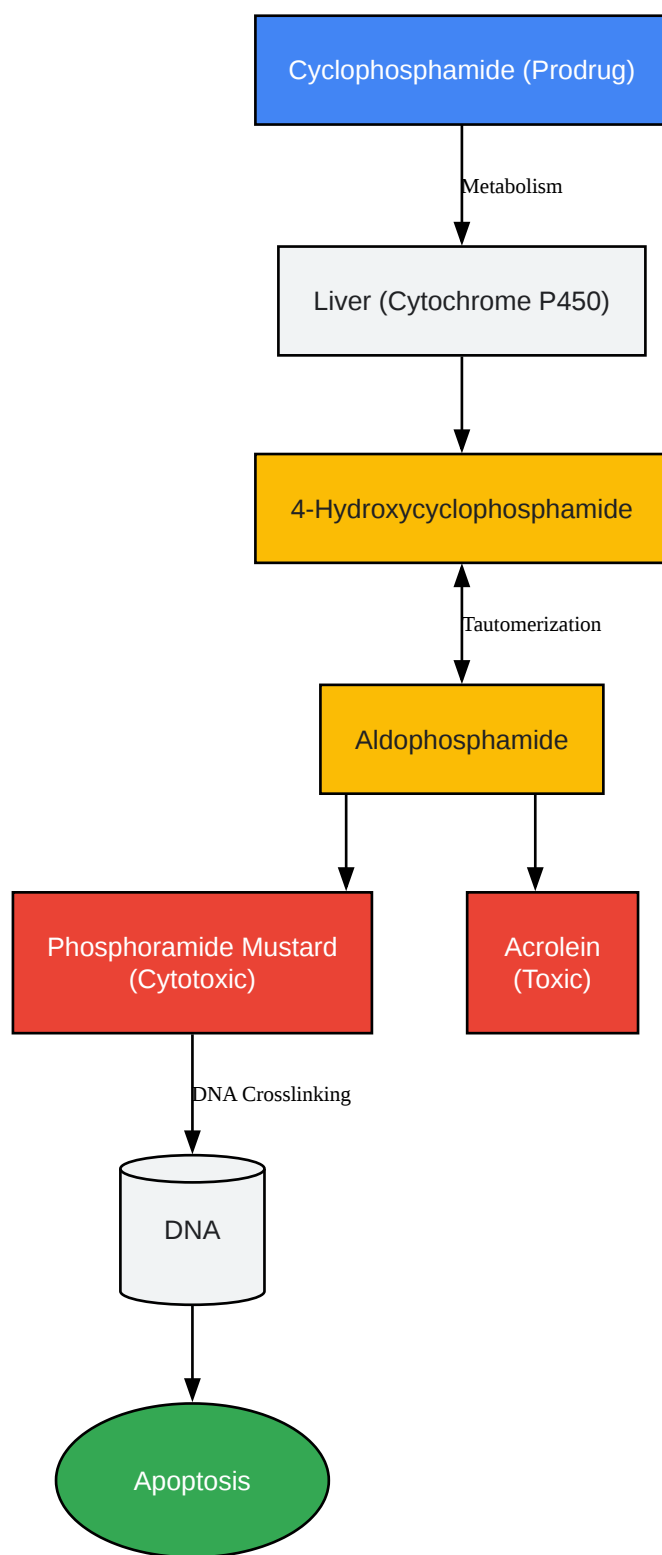 Cyclophosphamide (Prodrug)
Metabolism
Liver (Cytochrome P450)
4-Hydroxycyclophosphamide
Tautomerization
Aldophosphamide
Phosphoramide Mustard
(Cytotoxic)
Acrolein
(Toxic)
DNA Crosslinking
DNA
Apoptosis